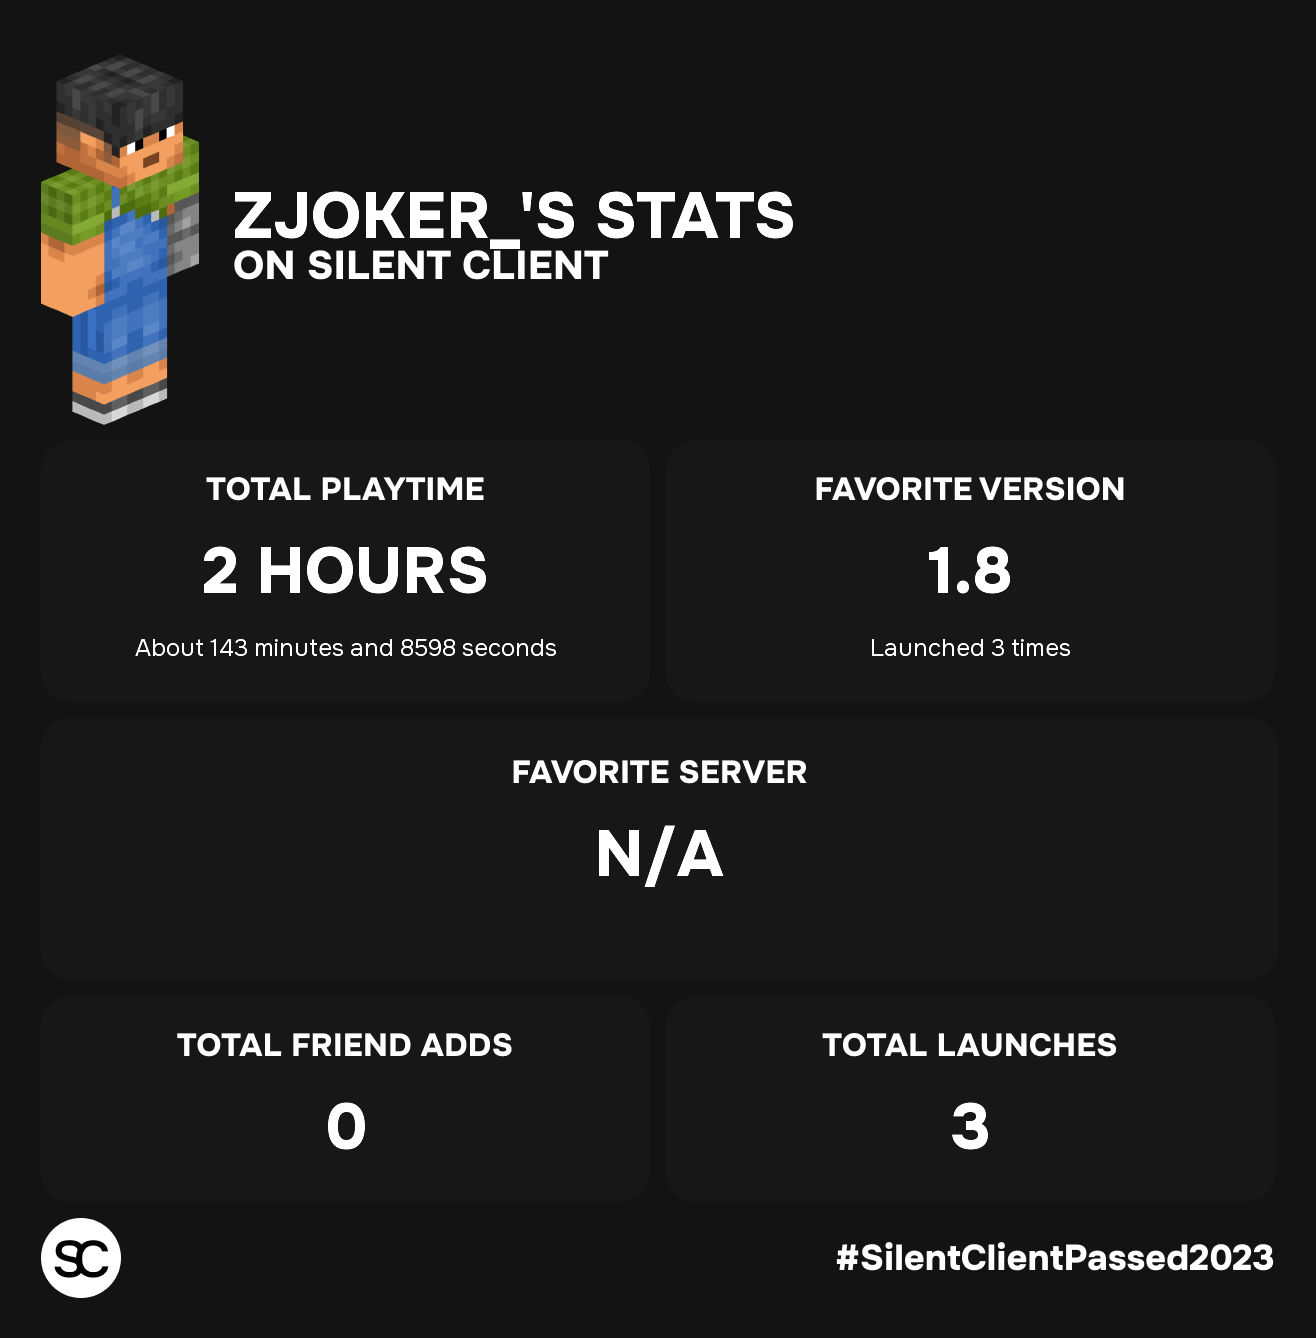 ZJOKER_'S STATS
ON SILENT CLIENT
TOTAL PLAYTIME
2 HOURS
About 143 minutes and 8598 seconds
FAVORITE VERSION
1.8
Launched 3 times
FAVORITE SERVER
N/A
TOTAL FRIEND ADDS
0
TOTAL LAUNCHES
3
SC
#SilentClientPassed2023